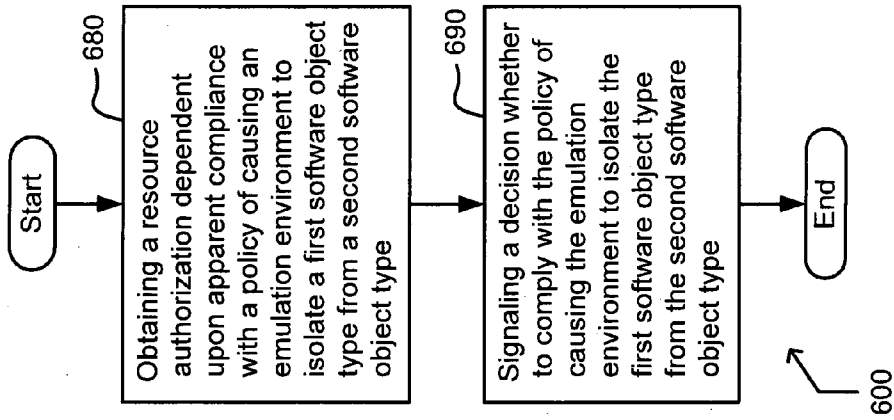 Start
680
Obtaining a resource
authorization dependent
upon apparent compliance
with a policy of causing an
emulation environment to
isolate a first software object
type from a second software
object type
690
Signaling a decision whether
to comply with the policy of
causing the emulation
environment to isolate the
first software object type
from the second software
object type
End
600